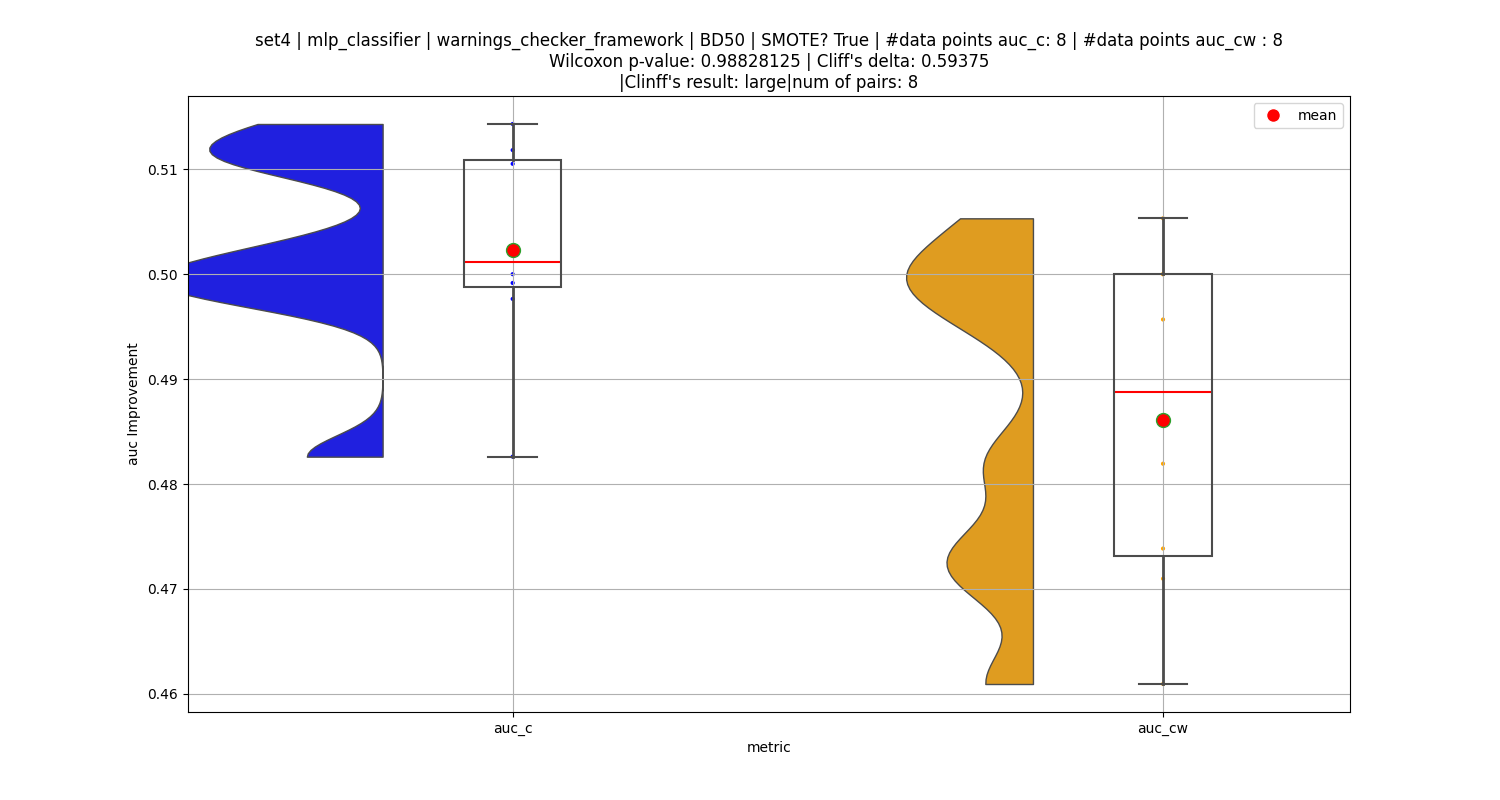 set4 | mlp_classifier | warnings_checker_framework | BD50 | SMOTE? True | #data points auc_c: 8 | #data points auc_cw : 8
Wilcoxon p-value: 0.98828125 | Cliff's delta: 0.59375
|Clinff's result: large|num of pairs: 8
mean
0.51
0.50
0.49
0.48
0.47
0.46
auc Improvement
auc_c
auc_cw
metric